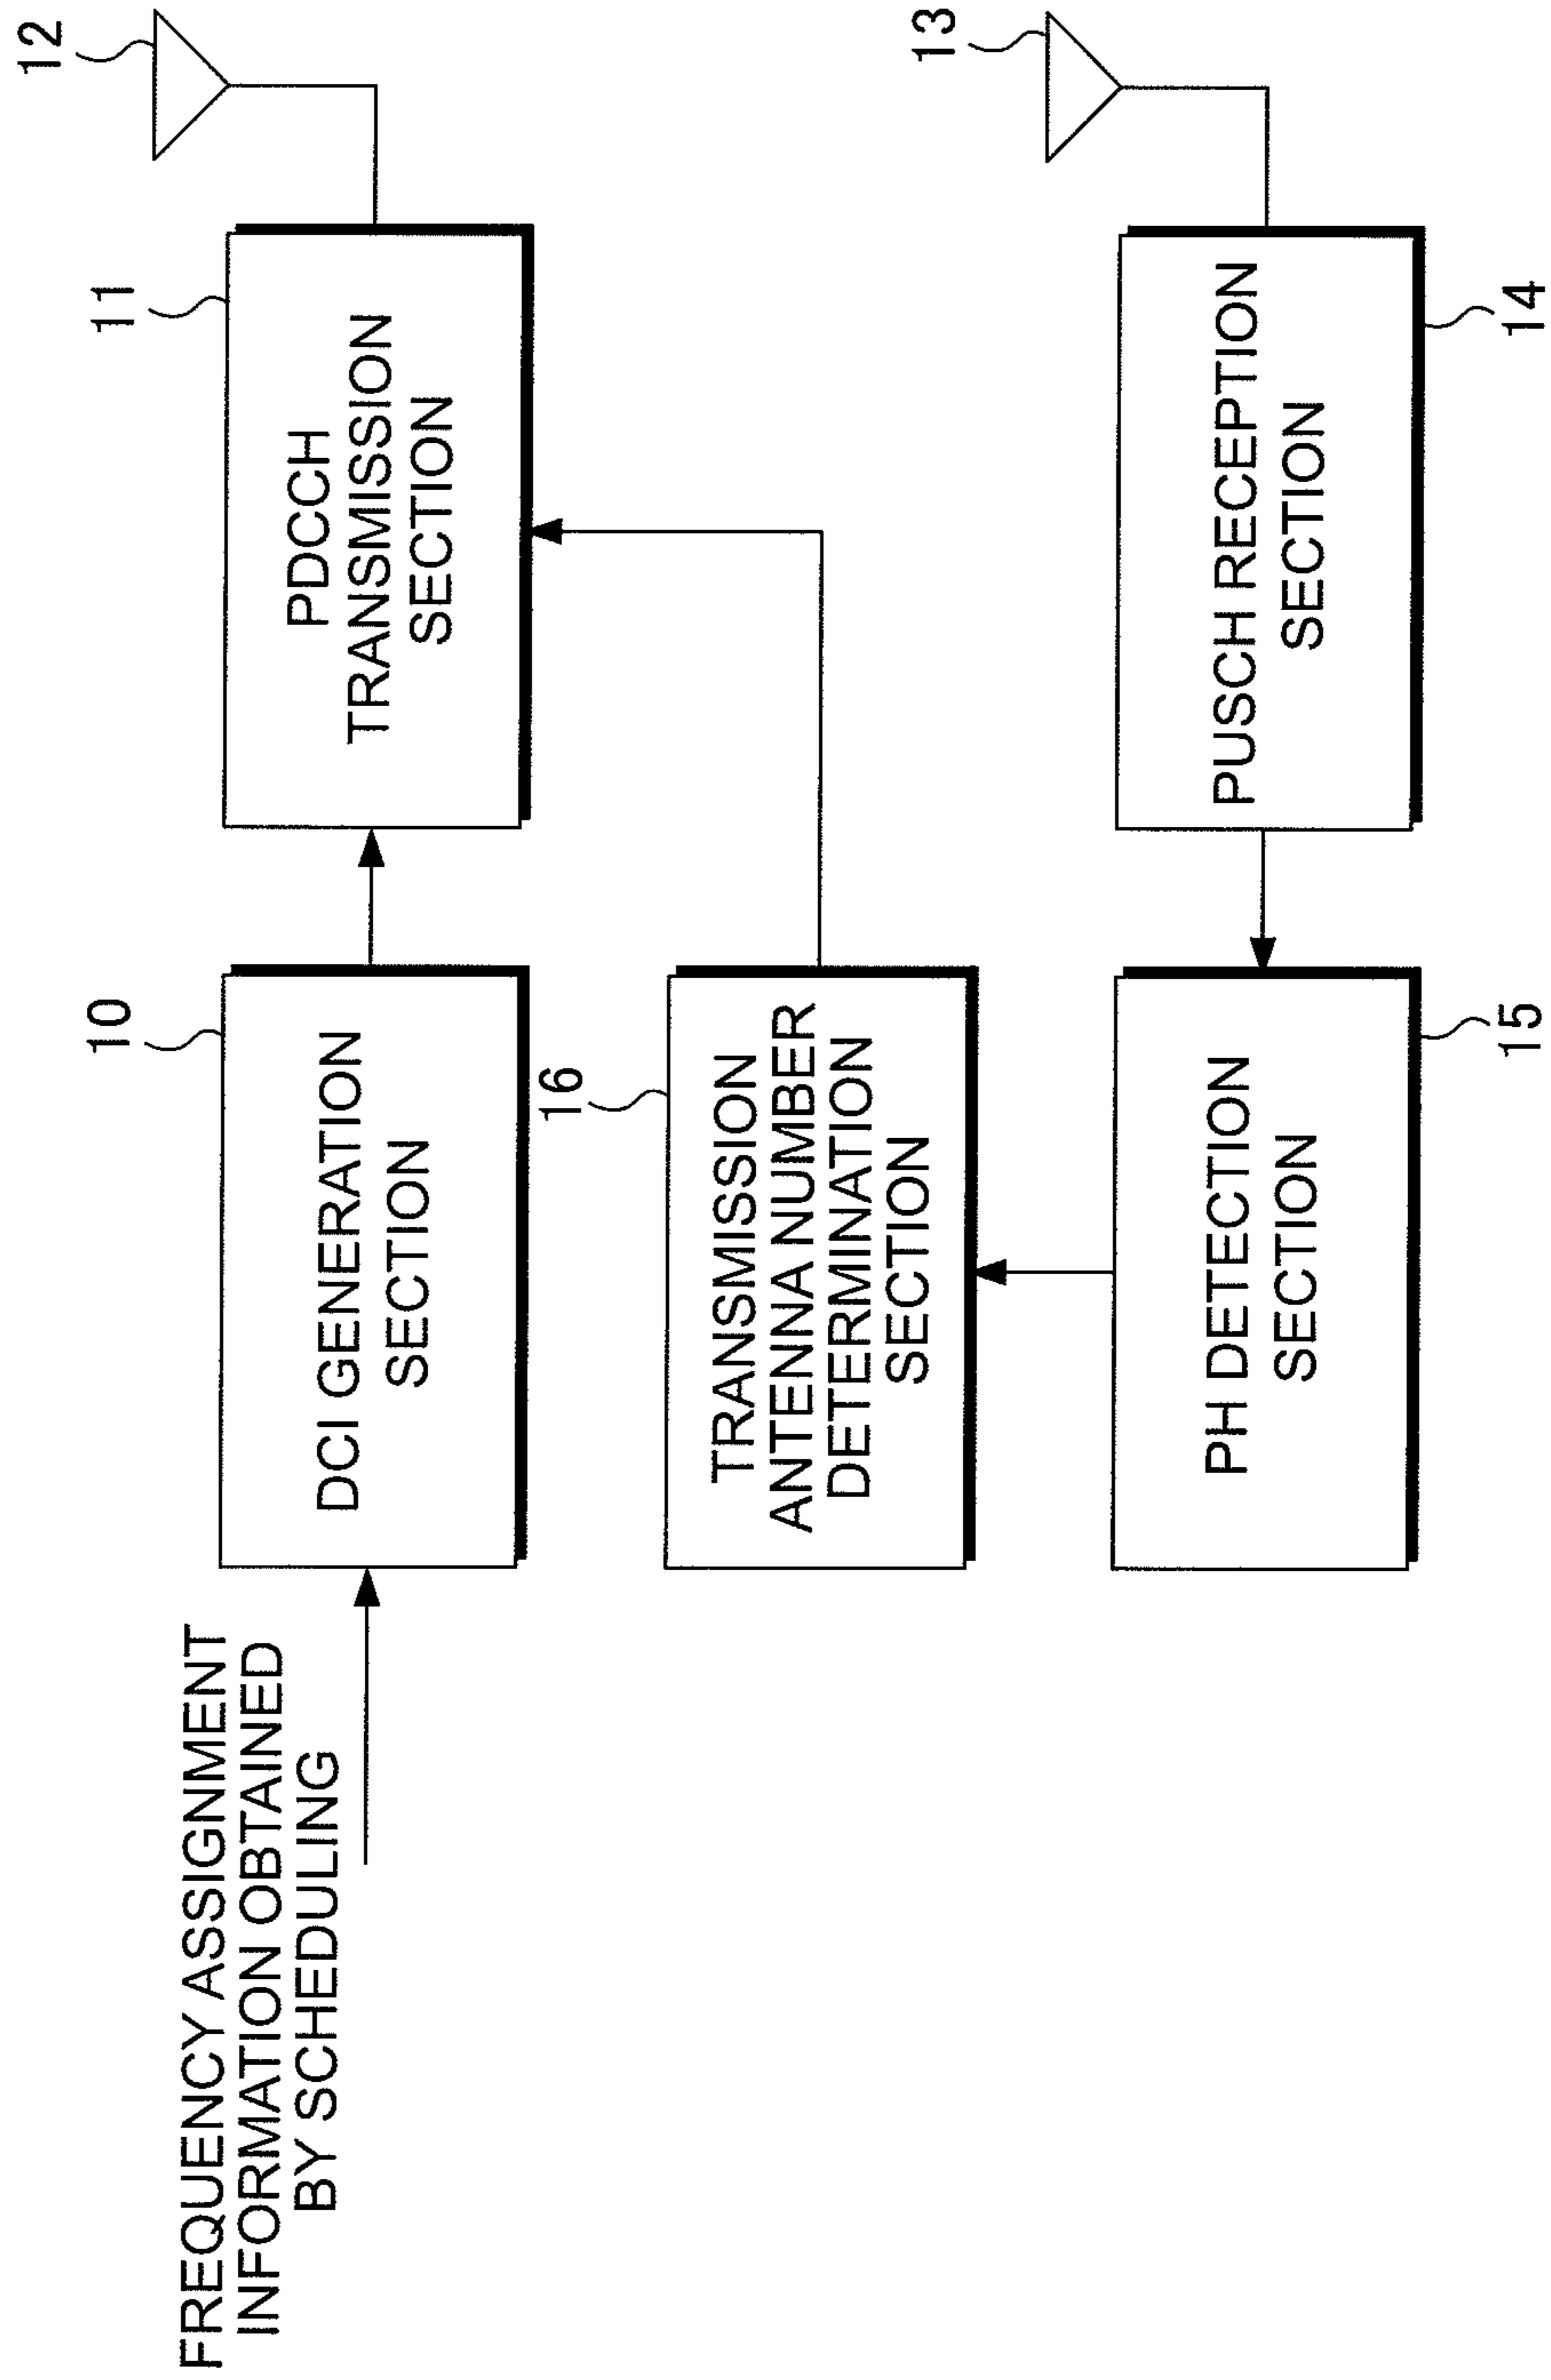 FREQUENCY ASSIGNMENT
INFORMATION OBTAINED
BY SCHEDULING
10
DCI GENERATION
SECTION
11
PDCCH
TRANSMISSION
SECTION
12
16
TRANSMISSION
ANTENNA NUMBER
DETERMINATION
SECTION
13
PH DETECTION
SECTION
15
PUSCH RECEPTION
SECTION
14